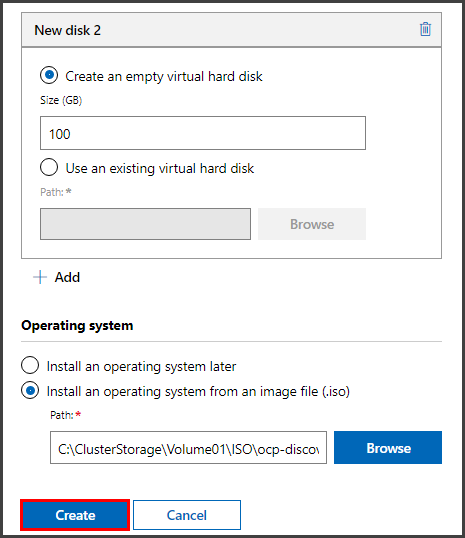 New disk 2
Create an empty virtual hard disk
Size (GB)
100
Use an existing virtual hard disk
Path: *
Browse
+ Add
Operating system
Install an operating system later
Install an operating system from an image file (.iso)
Path: *
C:\ClusterStorage\Volume01\ISO\ocp-discov
Browse
Create
Cancel